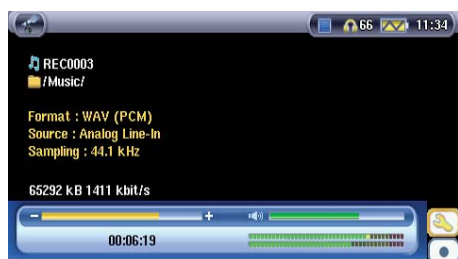 66 11:34
REC0003
/Music/
Format : WAV (PCM)
Source : Analog Line-In
Sampling : 44.1 kHz
65292 kB 1411 kbit/s
- +
00:06:19